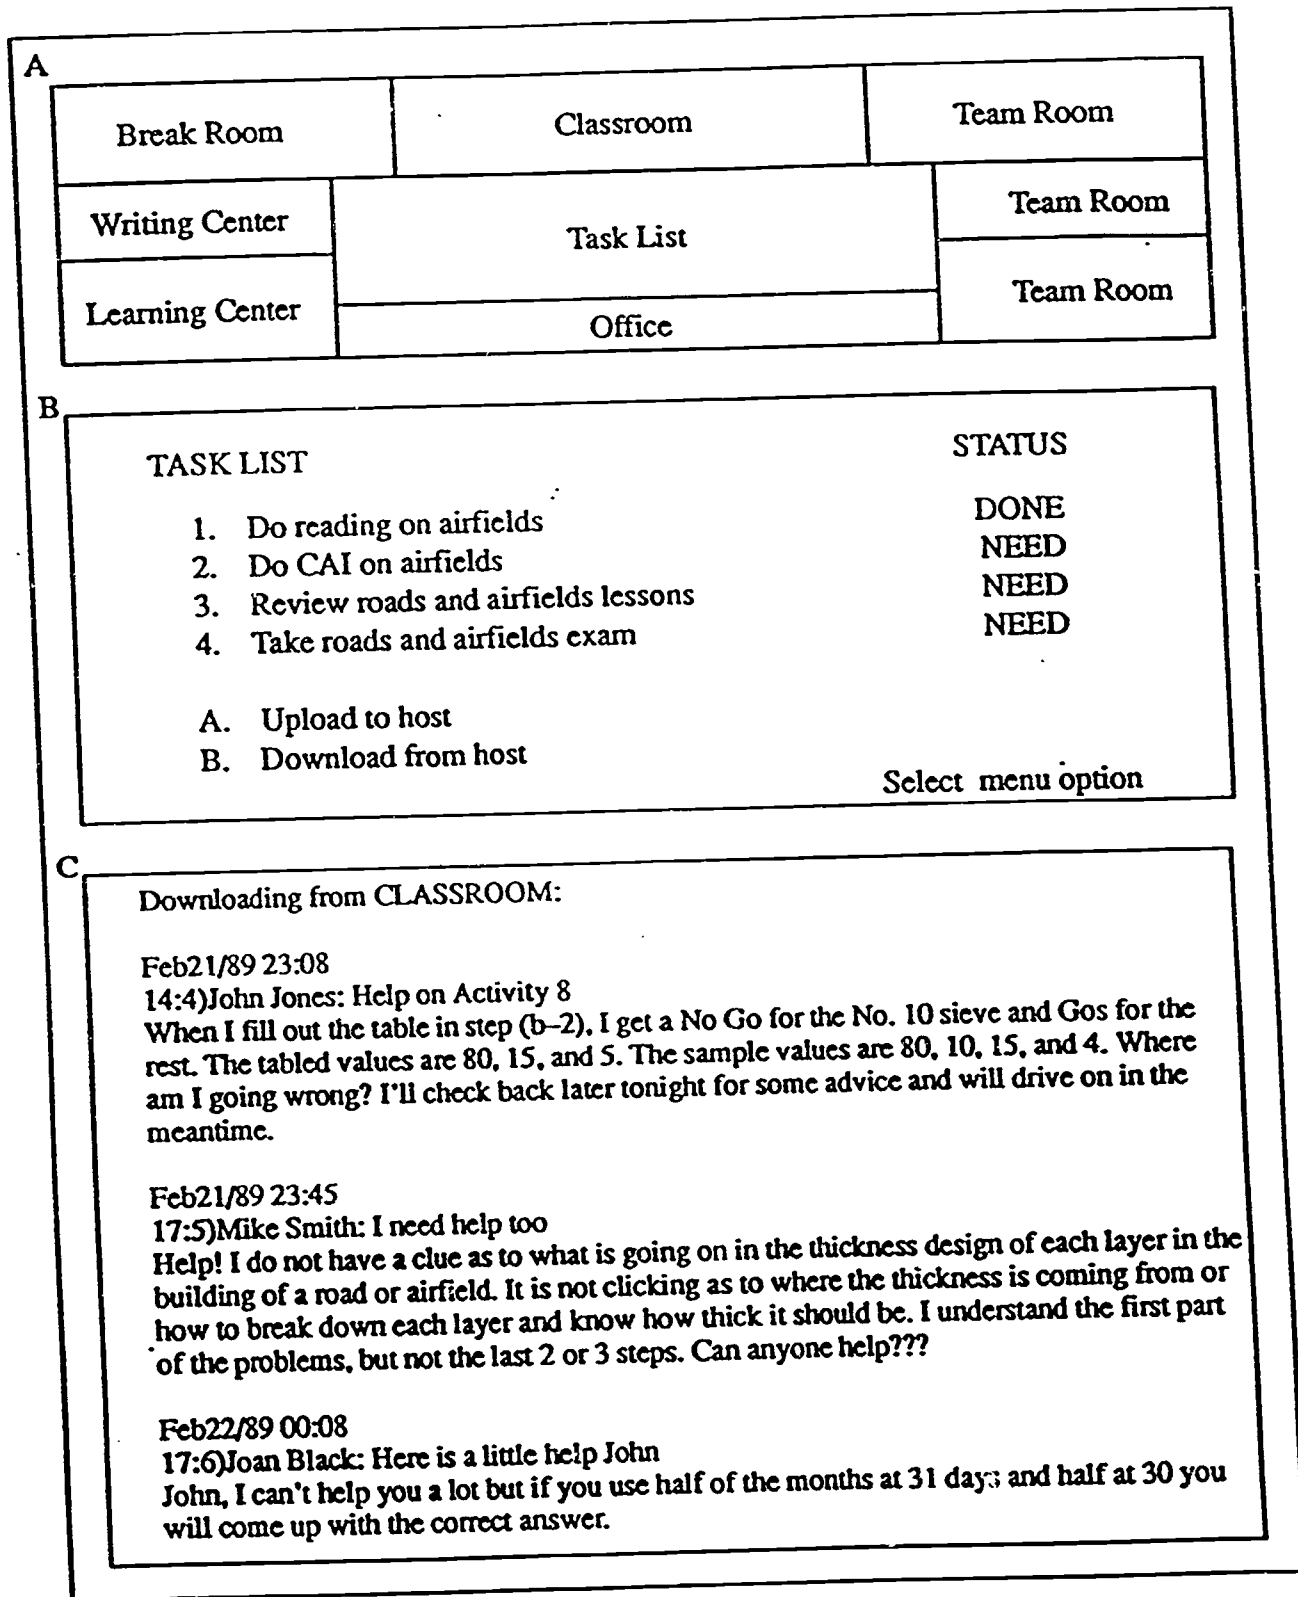 A
Break Room
Classroom
Team Room
Writing Center
Task List
Team Room
Learning Center
Office
Team Room
B
TASK LIST
STATUS
1. Do reading on airfields DONE
2. Do CAI on airfields NEED
3. Review roads and airfields lessons NEED
4. Take roads and airfields exam NEED
A. Upload to host
B. Download from host
Select menu option
C
Downloading from CLASSROOM:
Feb21/89 23:08
14:4)John Jones: Help on Activity 8
When I fill out the table in step (b–2), I get a No Go for the No. 10 sieve and Gos for the
rest. The tabled values are 80, 15, and 5. The sample values are 80, 10, 15, and 4. Where
am I going wrong? I'll check back later tonight for some advice and will drive on in the
meantime.
Feb21/89 23:45
17:5)Mike Smith: I need help too
Help! I do not have a clue as to what is going on in the thickness design of each layer in the
building of a road or airfield. It is not clicking as to where the thickness is coming from or
how to break down each layer and know how thick it should be. I understand the first part
of the problems, but not the last 2 or 3 steps. Can anyone help???
Feb22/89 00:08
17:6)Joan Black: Here is a little help John
John, I can't help you a lot but if you use half of the months at 31 days and half at 30 you
will come up with the correct answer.